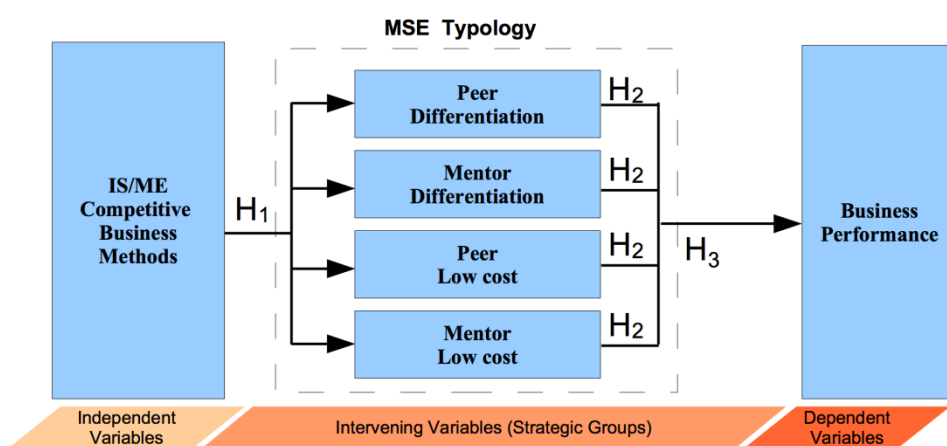 MSE Typology
IS/ME
Competitive
Business
Methods
H1
Peer
Differentiation
H2
Mentor
Differentiation
H2
Peer
Low cost
H2
Mentor
Low cost
H2
H3
Business
Performance
Independent
Variables
Intervening Variables (Strategic Groups)
Dependent
Variables